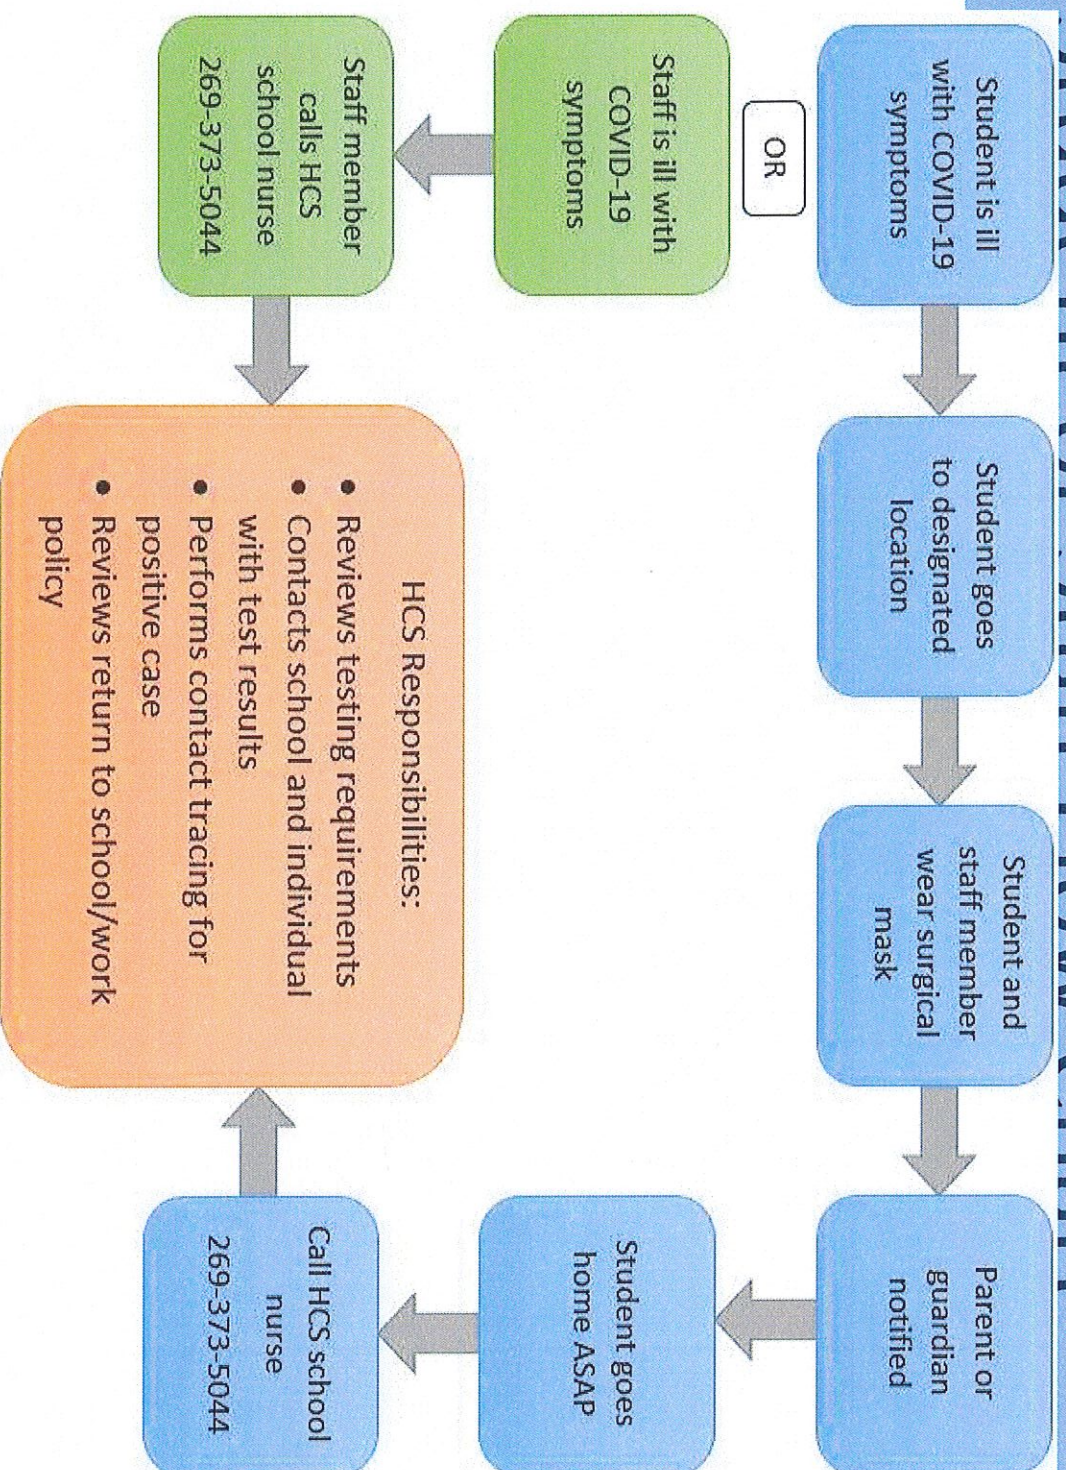 Student is ill
with COVID-19
symptoms
Student goes
to designated
location
Student and
staff member
wear surgical
mask
Parent or
guardian
notified
OR
Staff is ill with
COVID-19
symptoms
Student goes
home ASAP
Staff member
calls HCS
school nurse
269-373-5044
HCS Responsibilities:
• Reviews testing requirements
• Contacts school and individual
with test results
• Performs contact tracing for
positive case
• Reviews return to school/work
policy
Call HCS school
nurse
269-373-5044